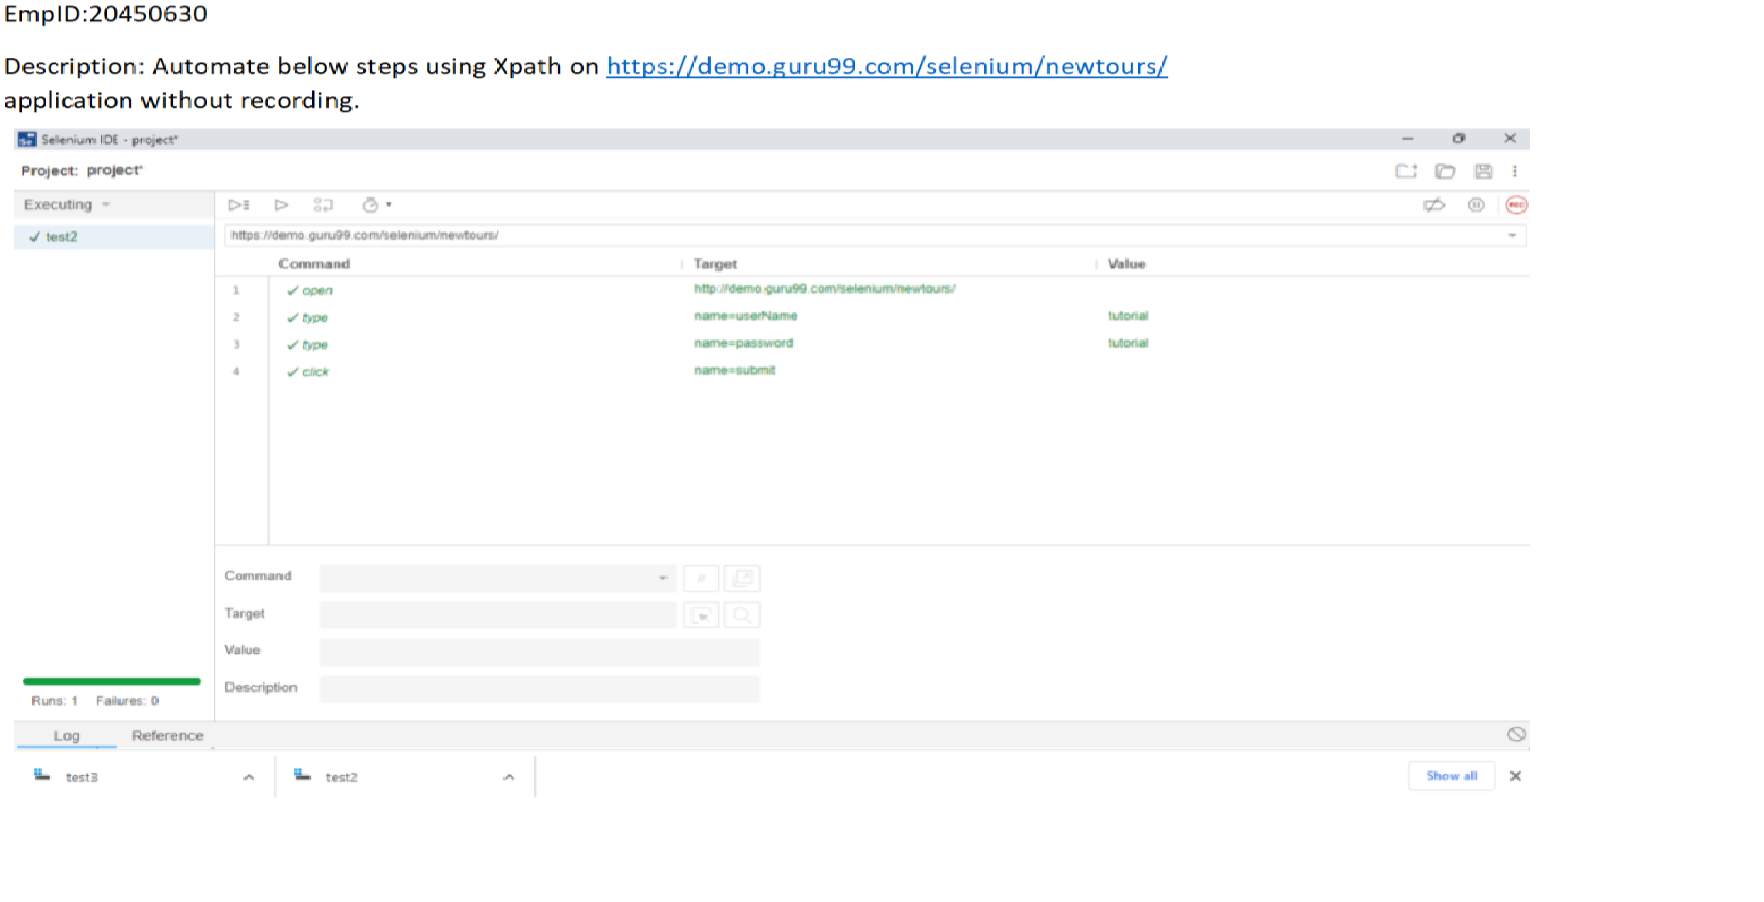 EmpID:20450630
Description: Automate below steps using Xpath on https://demo.guru99.com/selenium/newtours/
application without recording.
Selenium IDE - project*
Project: project*
Executing
✓ test2
https://demo.guru99.com/selenium/newtours/
Command Target Value
1 ✓ open http://demo.guru99.com/selenium/newtours/
2 ✓ type name=userName tutorial
3 ✓ type name=password tutorial
4 ✓ click name=submit
REC
Command
//
Target
Value
Description
Runs: 1 Failures: 0
Log Reference
test3 test2 Show all